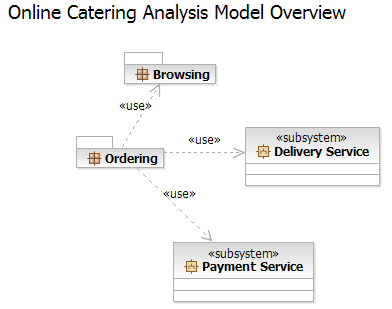 Online Catering Analysis Model Overview
Browsing
«use»
«use»
«subsystem»
Delivery Service
Ordering
«use»
«subsystem»
Payment Service